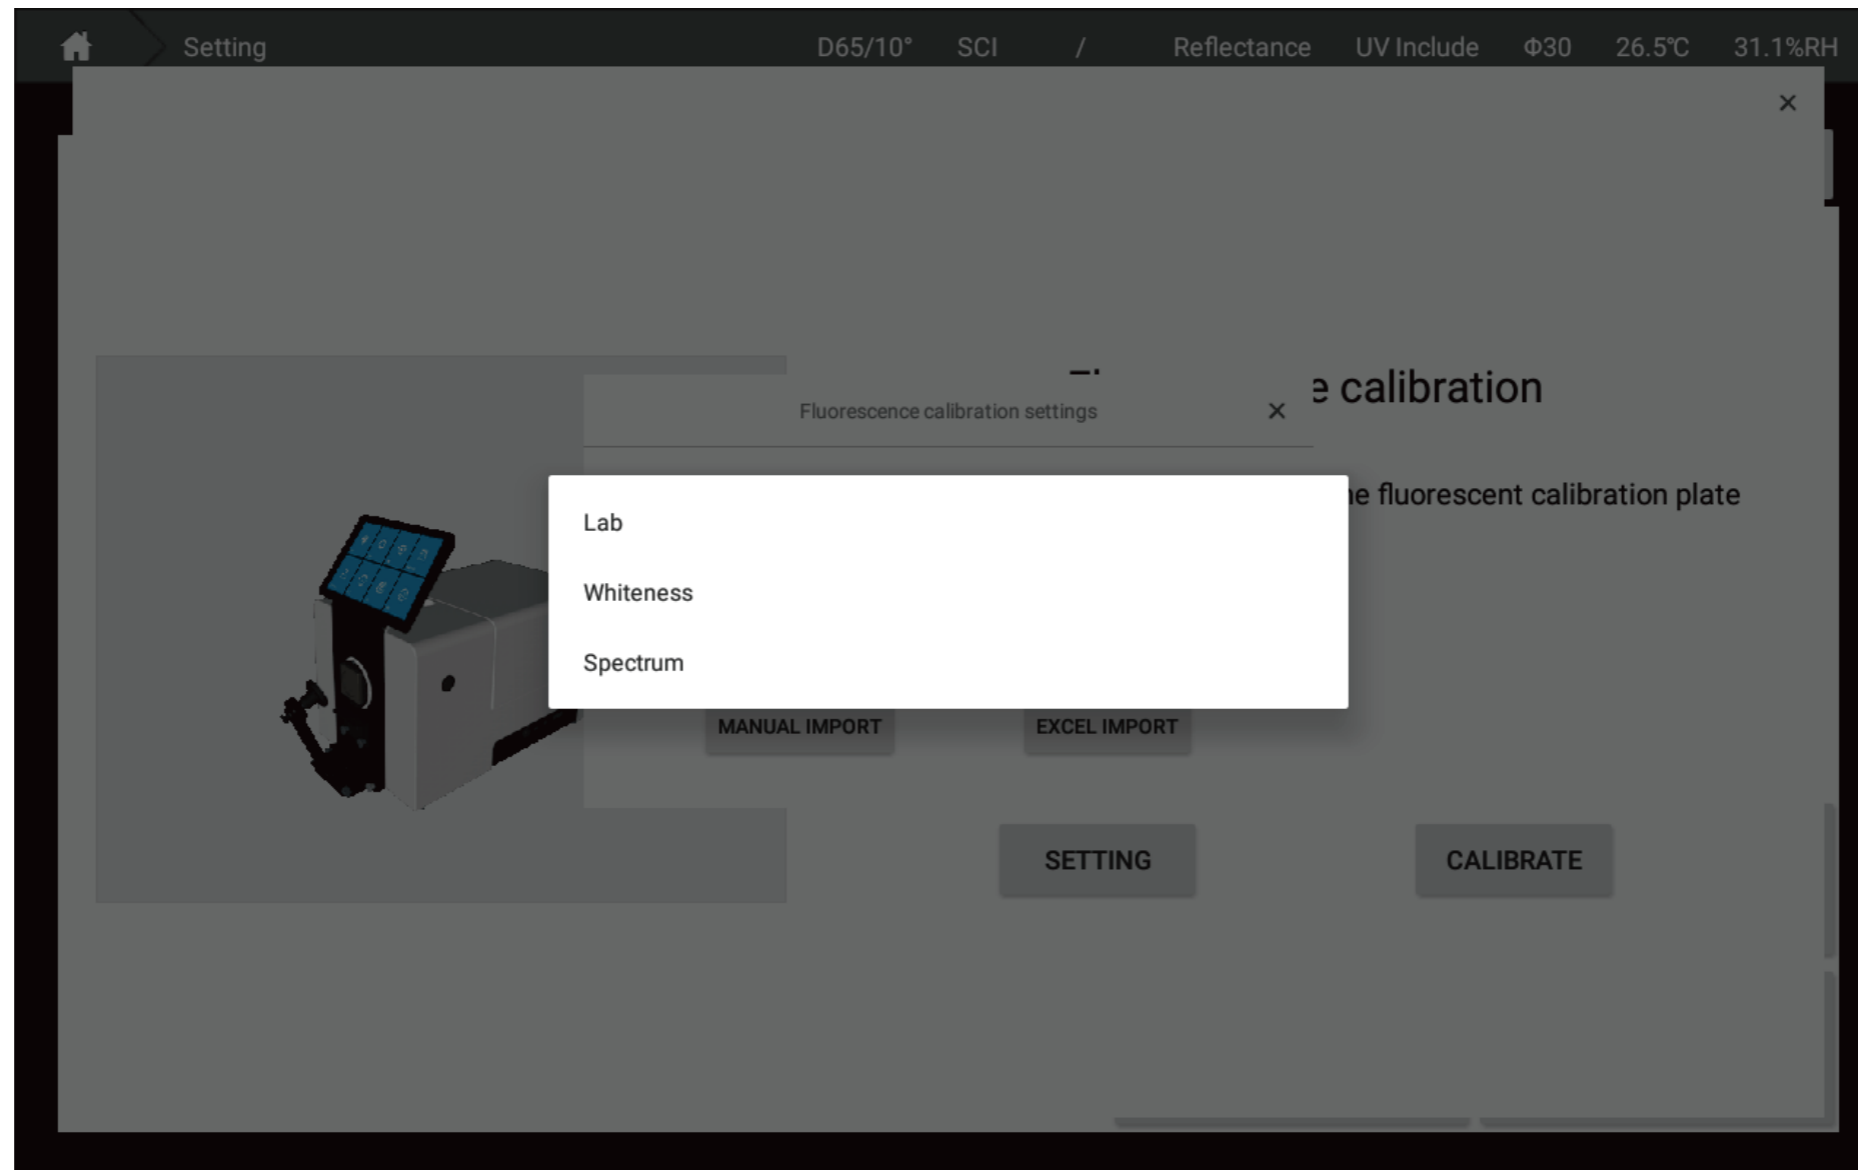 Setting D65/10° SCI / Reflectance UV Include Φ30 26.5℃ 31.1%RH
calibration
Fluorescence calibration settings
fluorescent calibration plate
Lab
Whiteness
Spectrum
MANUAL IMPORT EXCEL IMPORT
SETTING CALIBRATE